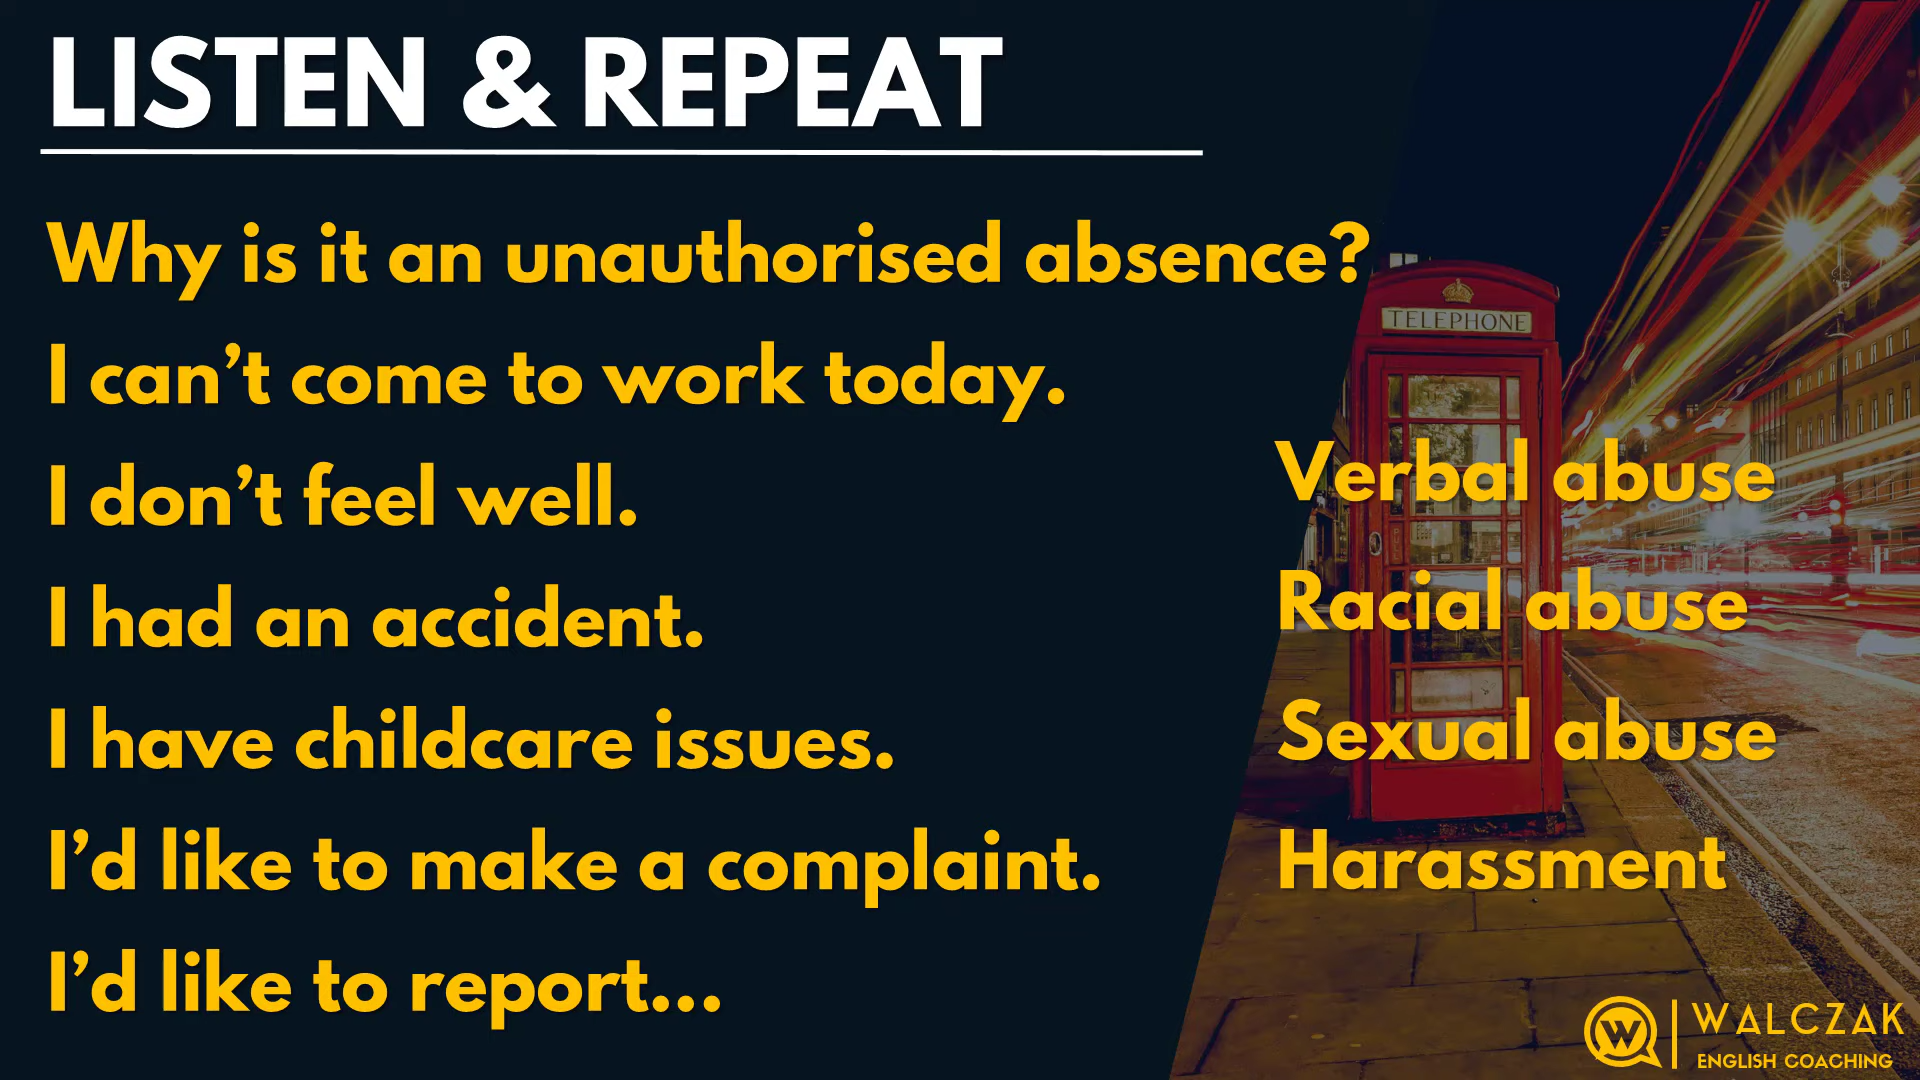 LISTEN & REPEAT
Why is it an unauthorised absence?
I can’t come to work today.
I don’t feel well.
I had an accident.
I have childcare issues.
I’d like to make a complaint.
I’d like to report...
Verbal abuse
Racial abuse
Sexual abuse
Harassment
TELEPHONE
W
WALCZAK
ENGLISH COACHING